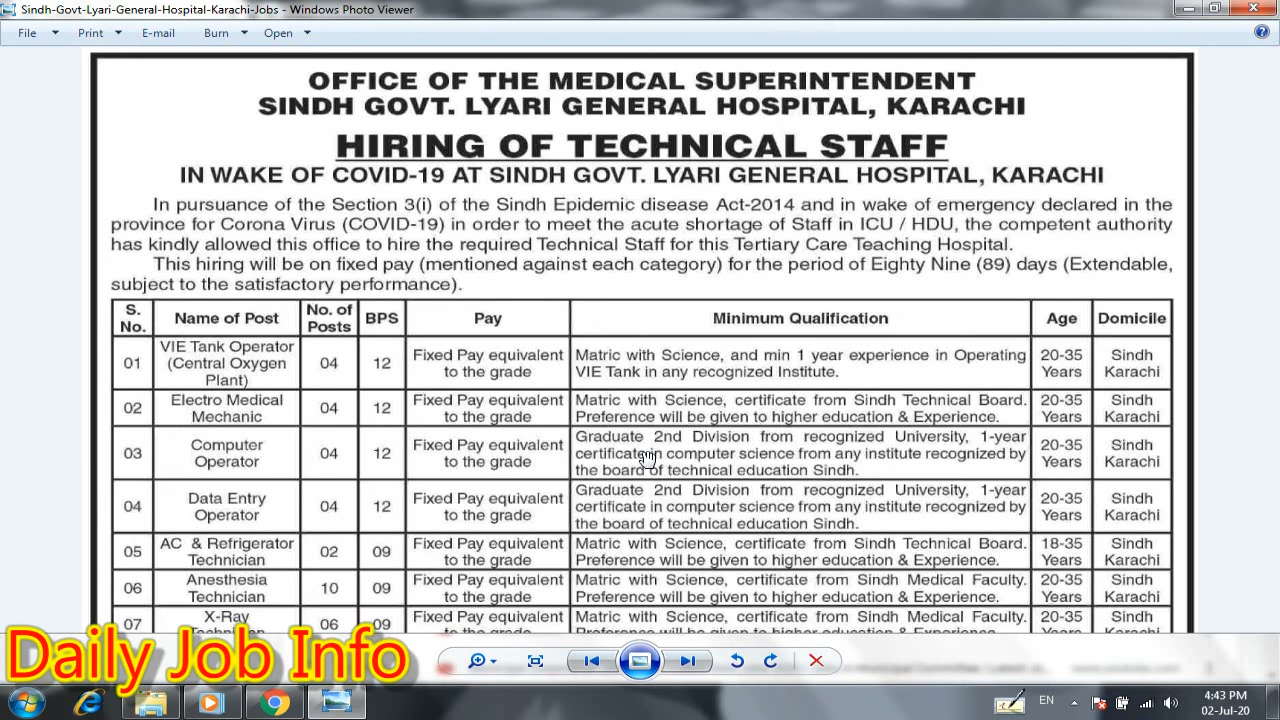 Sindh-Govt-Lyari-General-Hospital-Karachi-Jobs - Windows Photo Viewer
File Print E-mail Burn Open
OFFICE OF THE MEDICAL SUPERINTENDENT
SINDH GOVT. LYARI GENERAL HOSPITAL, KARACHI
HIRING OF TECHNICAL STAFF
IN WAKE OF COVID-19 AT SINDH GOVT. LYARI GENERAL HOSPITAL, KARACHI
In pursuance of the Section 3(i) of the Sindh Epidemic disease Act-2014 and in wake of emergency declared in the
province for Corona Virus (COVID-19) in order to meet the acute shortage of Staff in ICU / HDU, the competent authority
has kindly allowed this office to hire the required Technical Staff for this Tertiary Care Teaching Hospital.
This hiring will be on fixed pay (mentioned against each category) for the period of Eighty Nine (89) days (Extendable,
subject to the satisfactory performance).
S. No. Name of Post No. of Posts BPS Pay Minimum Qualification Age Domicile
01 VIE Tank Operator (Central Oxygen Plant) 04 12 Fixed Pay equivalent to the grade Matric with Science, and min 1 year experience in Operating VIE Tank in any recognized Institute. 20-35 Years Sindh Karachi
02 Electro Medical Mechanic 04 12 Fixed Pay equivalent to the grade Matric with Science, certificate from Sindh Technical Board. Preference will be given to higher education & Experience. 20-35 Years Sindh Karachi
03 Computer Operator 04 12 Fixed Pay equivalent to the grade Graduate 2nd Division from recognized University, 1-year certificate in computer science from any institute recognized by the board of technical education Sindh. 20-35 Years Sindh Karachi
04 Data Entry Operator 04 12 Fixed Pay equivalent to the grade Graduate 2nd Division from recognized University, 1-year certificate in computer science from any institute recognized by the board of technical education Sindh. 20-35 Years Sindh Karachi
05 AC & Refrigerator Technician 02 09 Fixed Pay equivalent to the grade Matric with Science, certificate from Sindh Technical Board. Preference will be given to higher education & Experience. 18-35 Years Sindh Karachi
06 Anesthesia Technician 10 09 Fixed Pay equivalent to the grade Matric with Science, certificate from Sindh Medical Faculty. Preference will be given to higher education & Experience. 20-35 Years Sindh Karachi
07 X-Ray Technician 06 09 Fixed Pay equivalent to the grade Matric with Science, certificate from Sindh Medical Faculty. Preference will be given to higher education & Experience. 20-35 Years Sindh Karachi
Daily Job Info
EN
4:43 PM
02-Jul-20